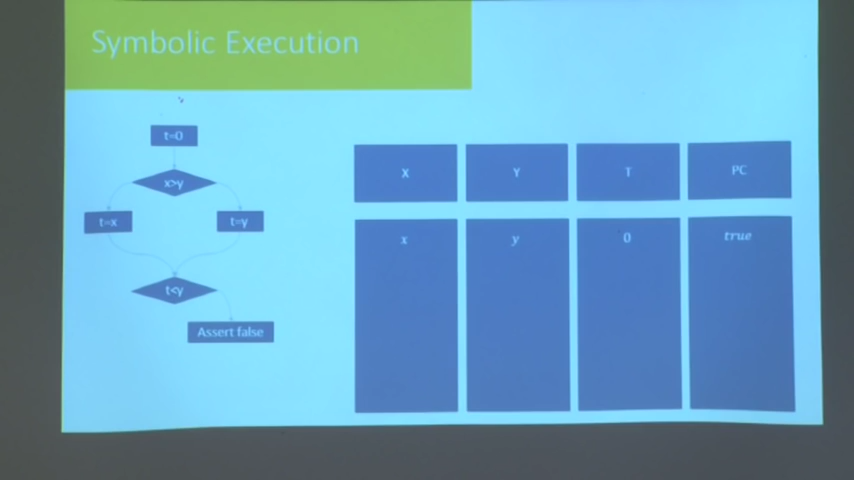 Symbolic Execution
t=0
x>y
t=x
t=y
t<y
Assert false
X Y T PC
x y 0 true